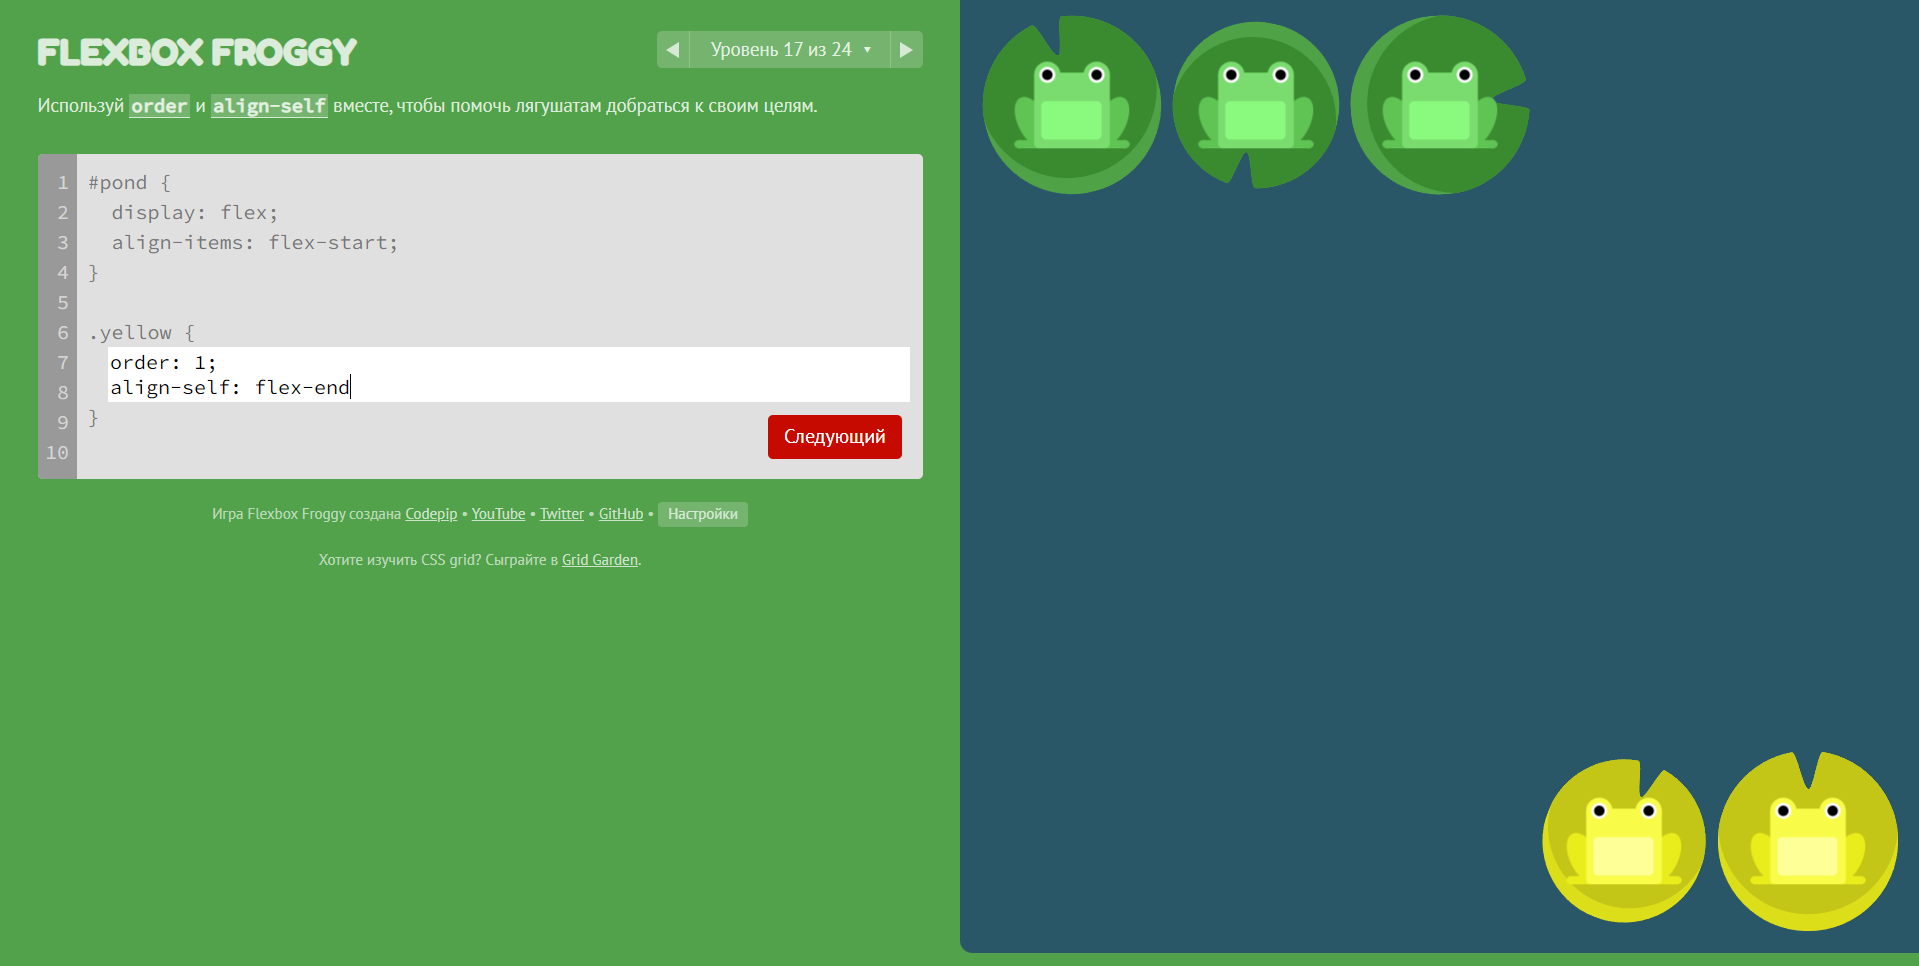 FLEXBOX FROGGY
Уровень 17 из 24
Используй order и align-self вместе, чтобы помочь лягушатам добраться к своим целям.
1 #pond {
2 display: flex;
3 align-items: flex-start;
4 }
5
6 .yellow {
7 order: 1;
8 align-self: flex-end
9 }
10
Следующий
Игра Flexbox Froggy создана Codepip • YouTube • Twitter • GitHub • Настройки
Хотите изучить CSS grid? Сыграйте в Grid Garden.